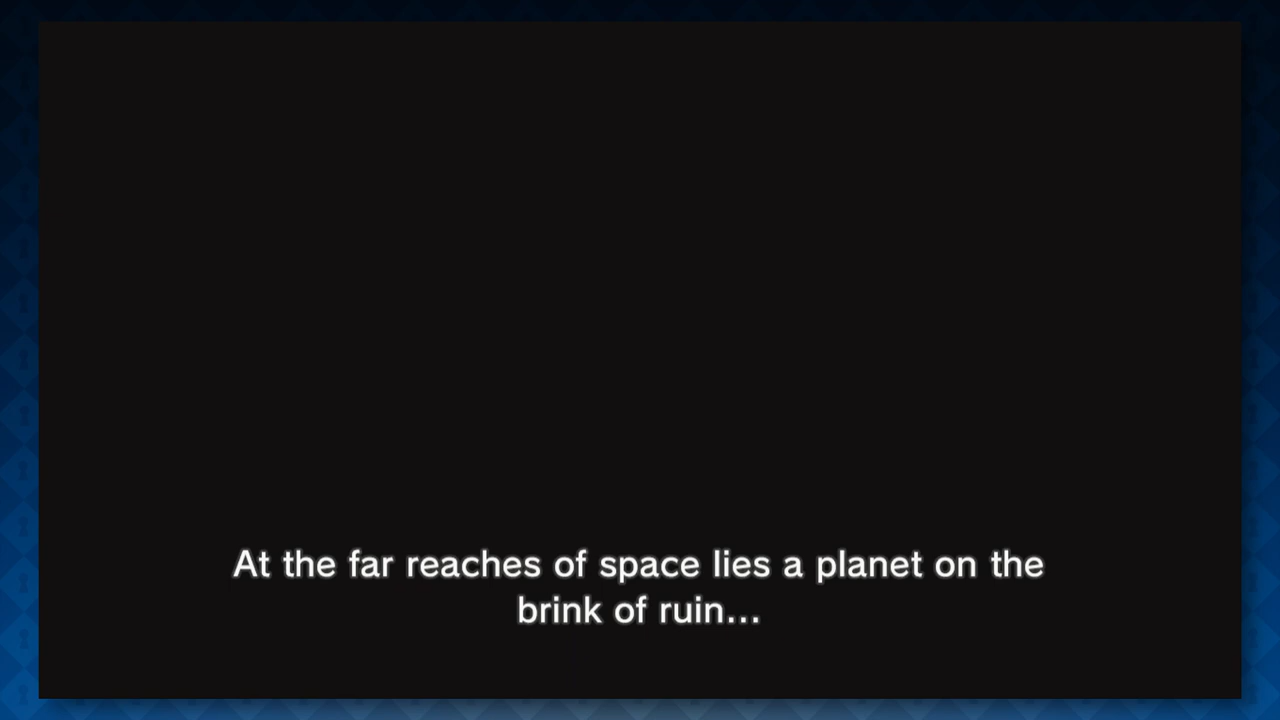 At the far reaches of space lies a planet on the
brink of ruin...